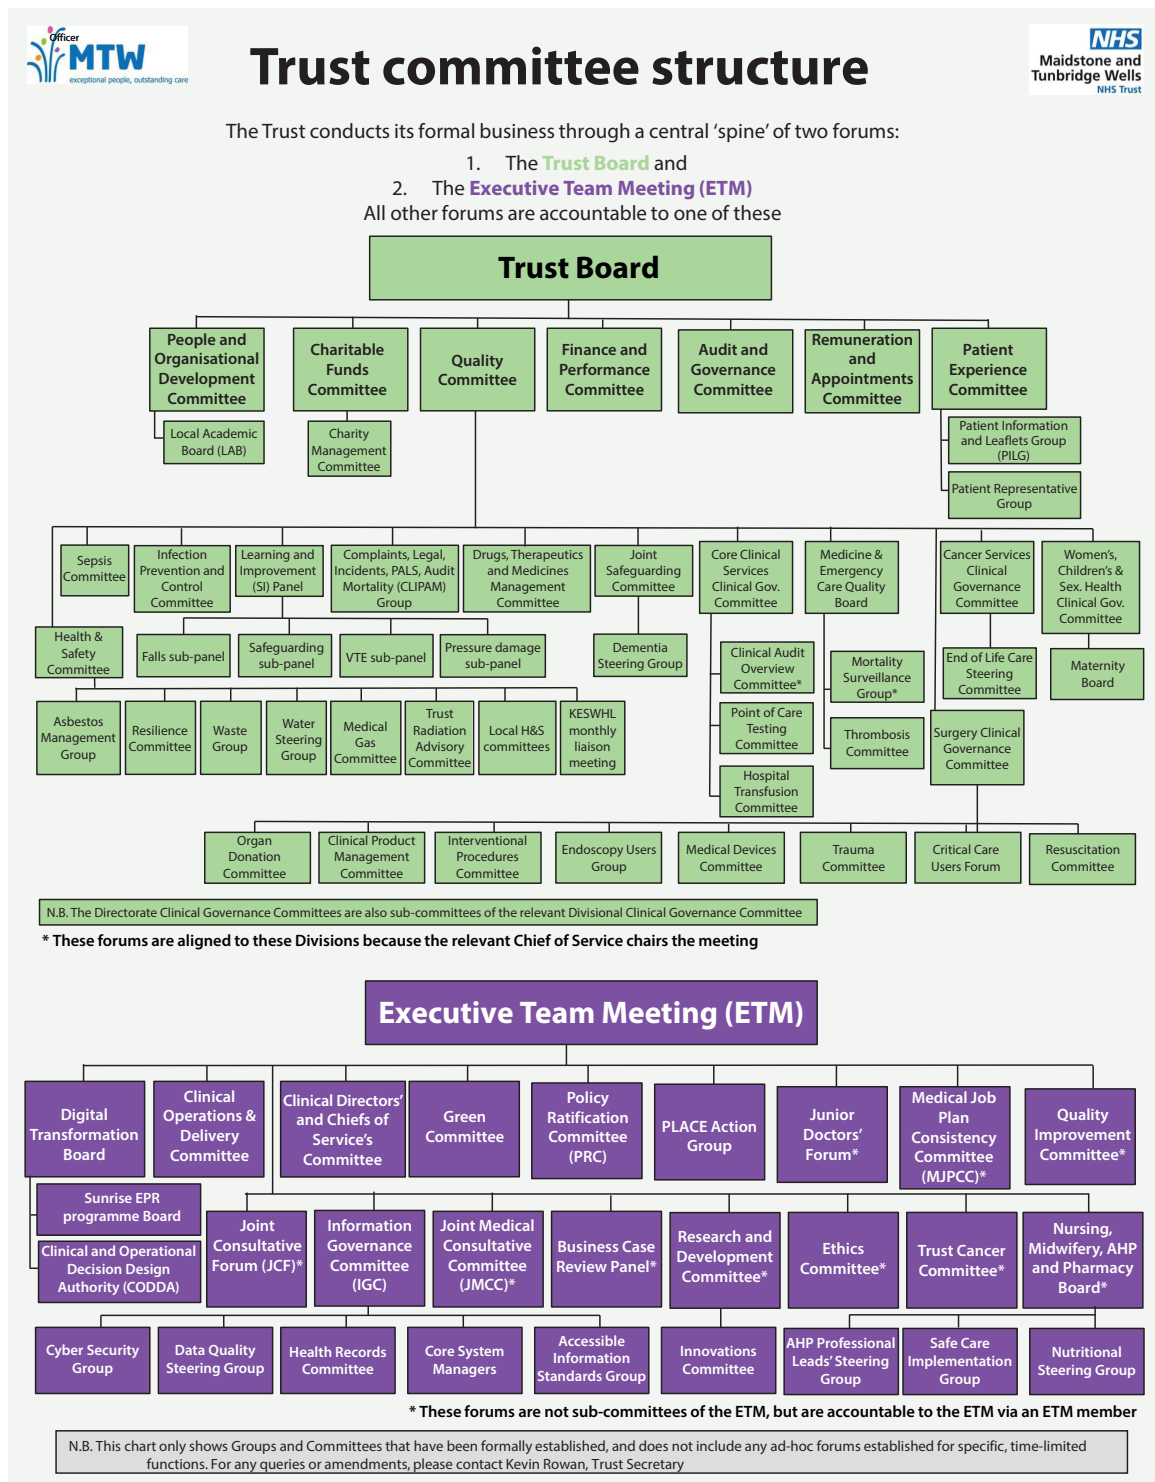 Officer
MTW
exceptional people, outstanding care
Trust committee structure
NHS
Maidstone and
Tunbridge Wells
NHS Trust
The Trust conducts its formal business through a central ‘spine’ of two forums:
1. The Trust Board and
2. The Executive Team Meeting (ETM)
All other forums are accountable to one of these
Trust Board
People and
Organisational
Development
Committee
Charitable
Funds
Committee
Quality
Committee
Finance and
Performance
Committee
Audit and
Governance
Committee
Remuneration
and
Appointments
Committee
Patient
Experience
Committee
Local Academic
Board (LAB)
Charity
Management
Committee
Patient Information
and Leaflets Group
(PILG)
Patient Representative
Group
Sepsis
Committee
Infection
Prevention and
Control
Committee
Learning and
Improvement
(SI) Panel
Complaints, Legal,
Incidents, PALS, Audit
Mortality (CLIPAM)
Group
Drugs, Therapeutics
and Medicines
Management
Committee
Joint
Safeguarding
Committee
Core Clinical
Services
Clinical Gov.
Committee
Medicine &
Emergency
Care Quality
Board
Cancer Services
Clinical
Governance
Committee
Women’s,
Children’s &
Sex. Health
Clinical Gov.
Committee
Health &
Safety
Committee
Falls sub-panel
Safeguarding
sub-panel
VTE sub-panel
Pressure damage
sub-panel
Dementia
Steering Group
Clinical Audit
Overview
Committee*
Mortality
Surveillance
Group*
End of Life Care
Steering
Committee
Maternity
Board
Asbestos
Management
Group
Resilience
Committee
Waste
Group
Water
Steering
Group
Medical
Gas
Committee
Trust
Radiation
Advisory
Committee
Local H&S
committees
KESWHL
monthly
liaison
meeting
Point of Care
Testing
Committee
Thrombosis
Committee
Surgery Clinical
Governance
Committee
Hospital
Transfusion
Committee
Organ
Donation
Committee
Clinical Product
Management
Committee
Interventional
Procedures
Committee
Endoscopy Users
Group
Medical Devices
Committee
Trauma
Committee
Critical Care
Users Forum
Resuscitation
Committee
N.B. The Directorate Clinical Governance Committees are also sub-committees of the relevant Divisional Clinical Governance Committee
* These forums are aligned to these Divisions because the relevant Chief of Service chairs the meeting
Executive Team Meeting (ETM)
Digital
Transformation
Board
Clinical
Operations &
Delivery
Committee
Clinical Directors’
and Chiefs of
Service’s
Committee
Green
Committee
Policy
Ratification
Committee
(PRC)
PLACE Action
Group
Junior
Doctors’
Forum*
Medical Job
Plan
Consistency
Committee
(MJPCC)*
Quality
Improvement
Committee*
Sunrise EPR
programme Board
Clinical and Operational
Decision Design
Authority (CODDA)
Joint
Consultative
Forum (JCF)*
Information
Governance
Committee
(IGC)
Joint Medical
Consultative
Committee
(JMCC)*
Business Case
Review Panel*
Research and
Development
Committee*
Ethics
Committee*
Trust Cancer
Committee*
Nursing,
Midwifery, AHP
and Pharmacy
Board*
Cyber Security
Group
Data Quality
Steering Group
Health Records
Committee
Core System
Managers
Accessible
Information
Standards Group
Innovations
Committee
AHP Professional
Leads’ Steering
Group
Safe Care
Implementation
Group
Nutritional
Steering Group
* These forums are not sub-committees of the ETM, but are accountable to the ETM via an ETM member
N.B. This chart only shows Groups and Committees that have been formally established, and does not include any ad-hoc forums established for specific, time-limited
functions. For any queries or amendments, please contact Kevin Rowan, Trust Secretary